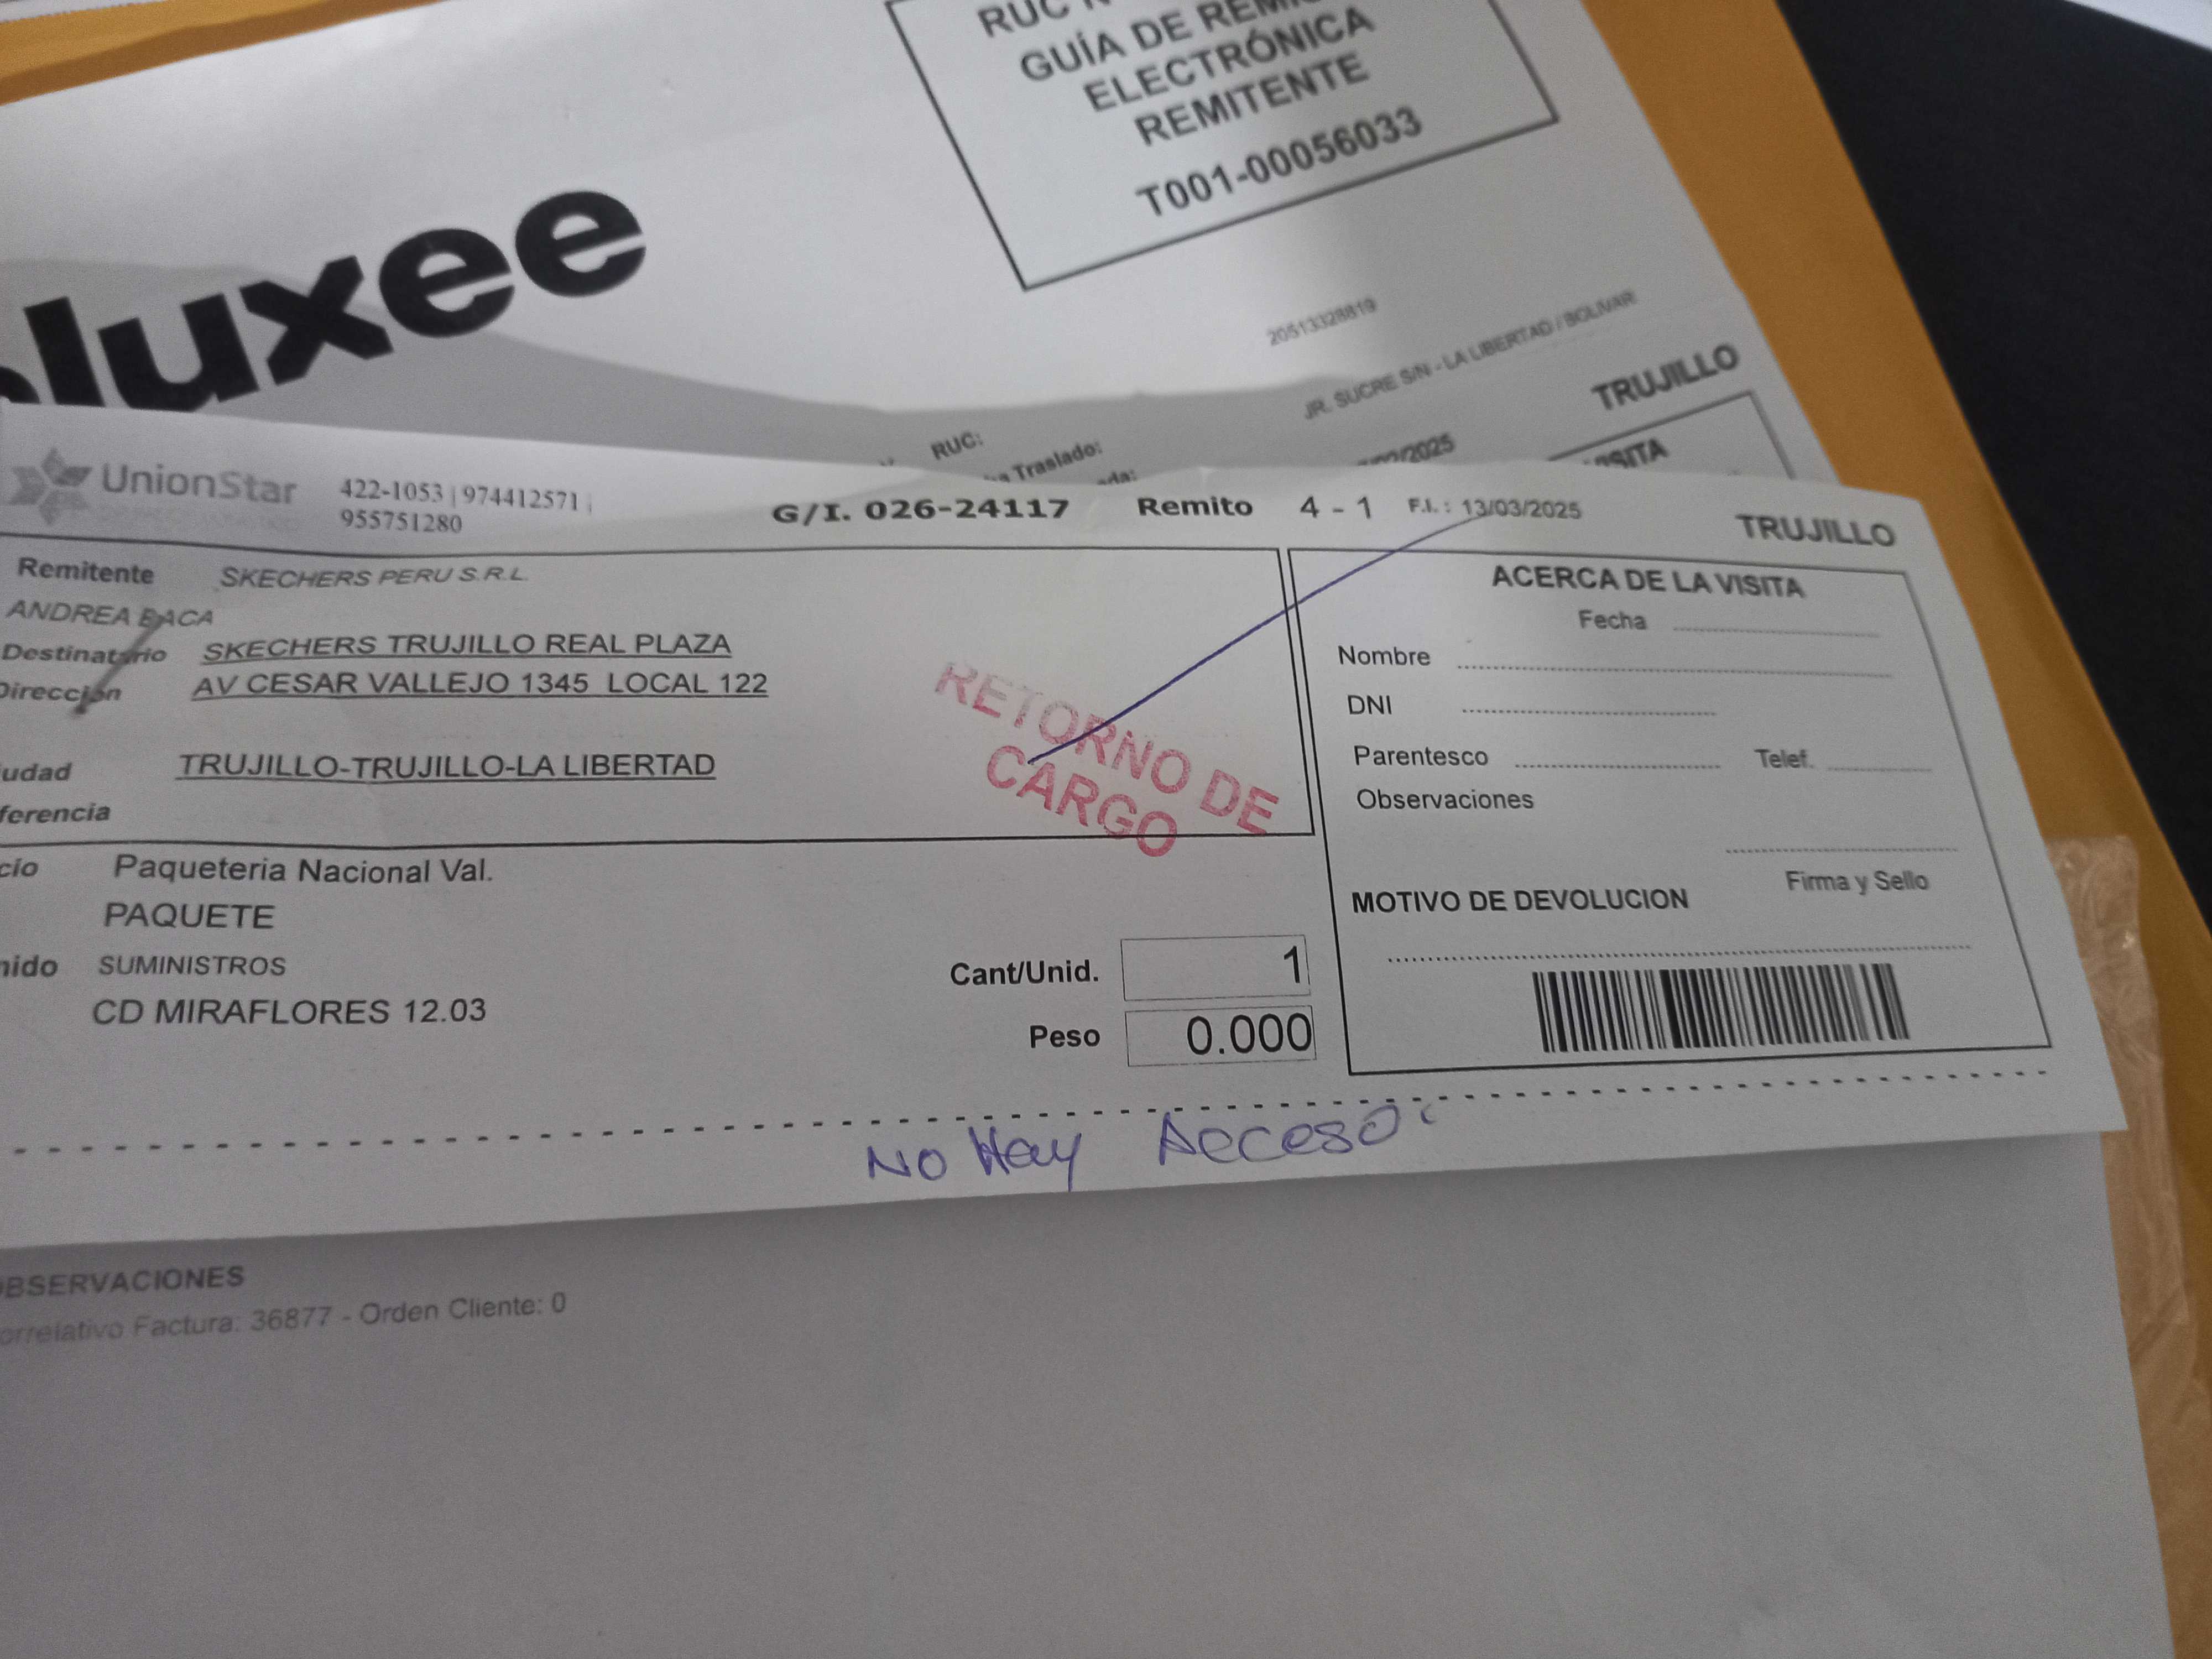 GUÍA DE
ELECTRÓNICA
REMITENTE
T001-00056033
luxee
20513328819
JR. SUCRE S/N - LA LIBERTAD / BOLIVAR
RUC:
Traslado:
/2025
TRUJILLO
UnionStar
422-1053 | 974412571 |
955751280
G/I. 026-24117 Remito 4 - 1 F.I. : 13/03/2025
TRUJILLO
Remitente SKECHERS PERU S.R.L.
ANDREA BACA
Destinatario SKECHERS TRUJILLO REAL PLAZA
Dirección AV CESAR VALLEJO 1345 LOCAL 122
udad TRUJILLO-TRUJILLO-LA LIBERTAD
ferencia
RETORNO DE
CARGO
cio Paqueteria Nacional Val.
PAQUETE
nido SUMINISTROS
CD MIRAFLORES 12.03
Cant/Unid. 1
Peso 0.000
ACERCA DE LA VISITA
Fecha
Nombre
DNI
Parentesco Telef.
Observaciones
Firma y Sello
MOTIVO DE DEVOLUCION
No Hay Acceso
OBSERVACIONES
orrelativo Factura: 36877 - Orden Cliente: 0